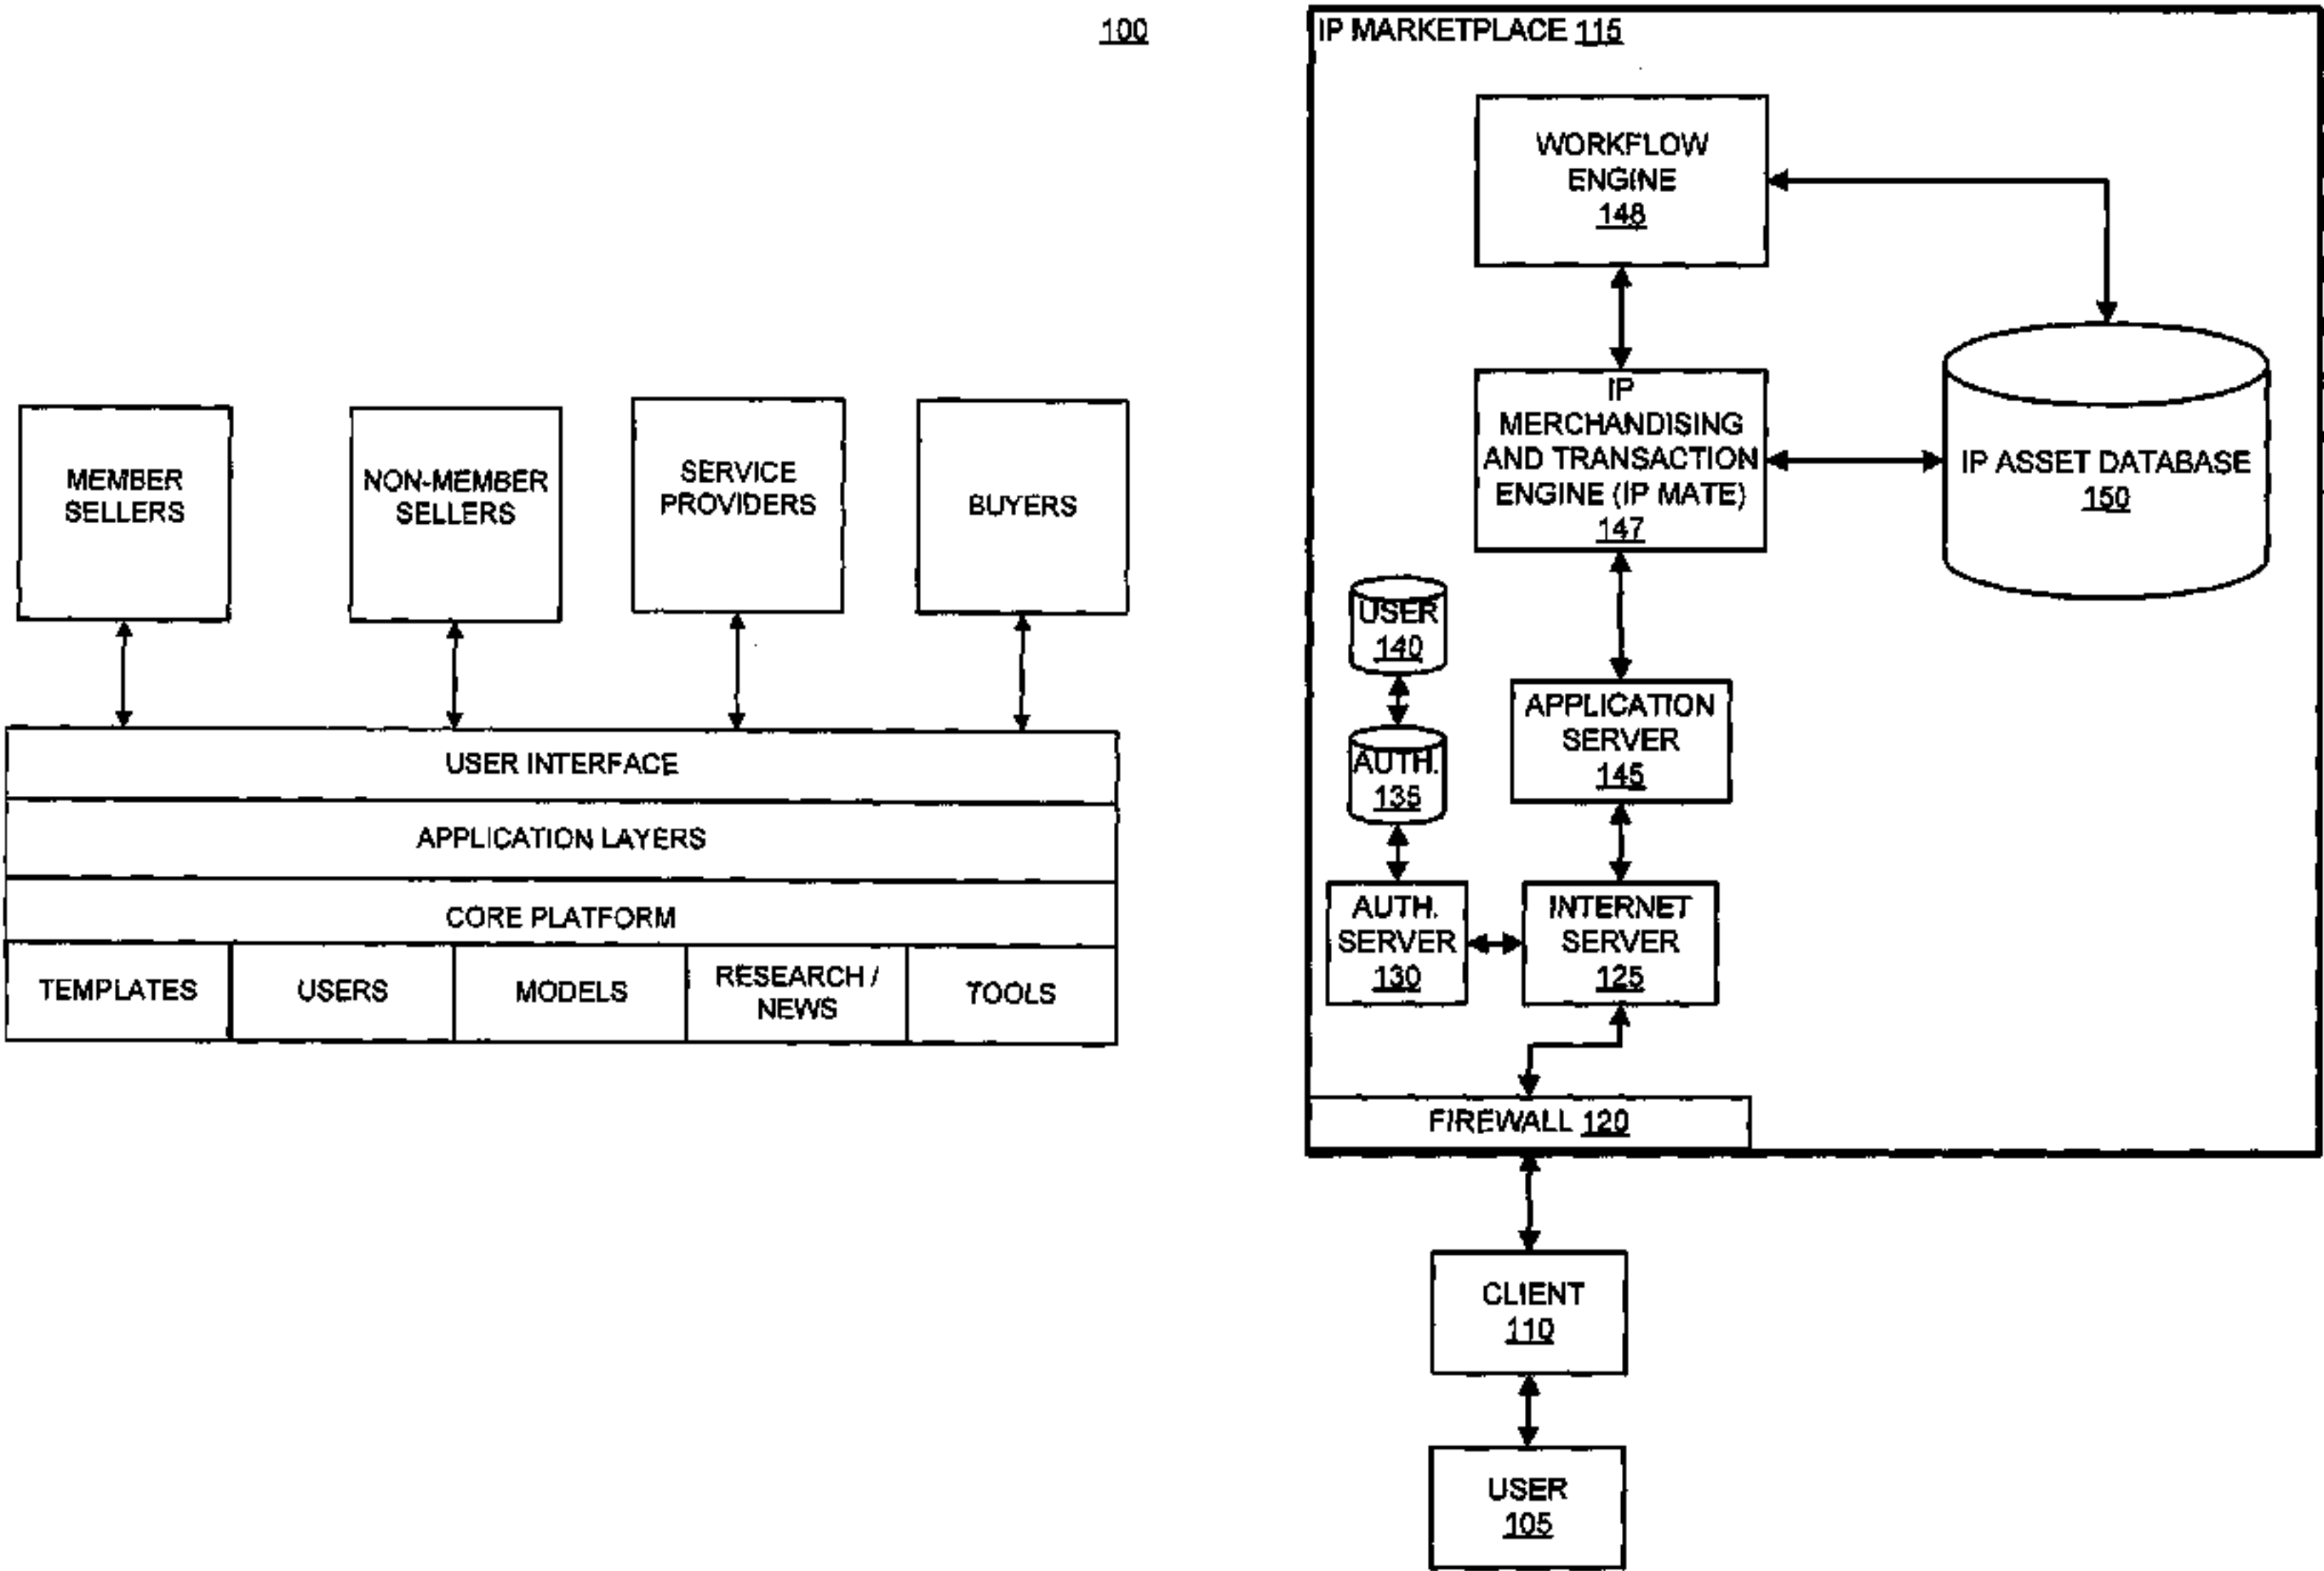 100
MEMBER
SELLERS
NON-MEMBER
SELLERS
SERVICE
PROVIDERS
BUYERS
USER INTERFACE
APPLICATION LAYERS
CORE PLATFORM
TEMPLATES
USERS
MODELS
RESEARCH /
NEWS
TOOLS
IP MARKETPLACE 115
WORKFLOW
ENGINE
148
IP
MERCHANDISING
AND TRANSACTION
ENGINE (IP MATE)
147
IP ASSET DATABASE
150
USER
140
AUTH.
135
APPLICATION
SERVER
145
AUTH.
SERVER
130
INTERNET
SERVER
125
FIREWALL 120
CLIENT
110
USER
105